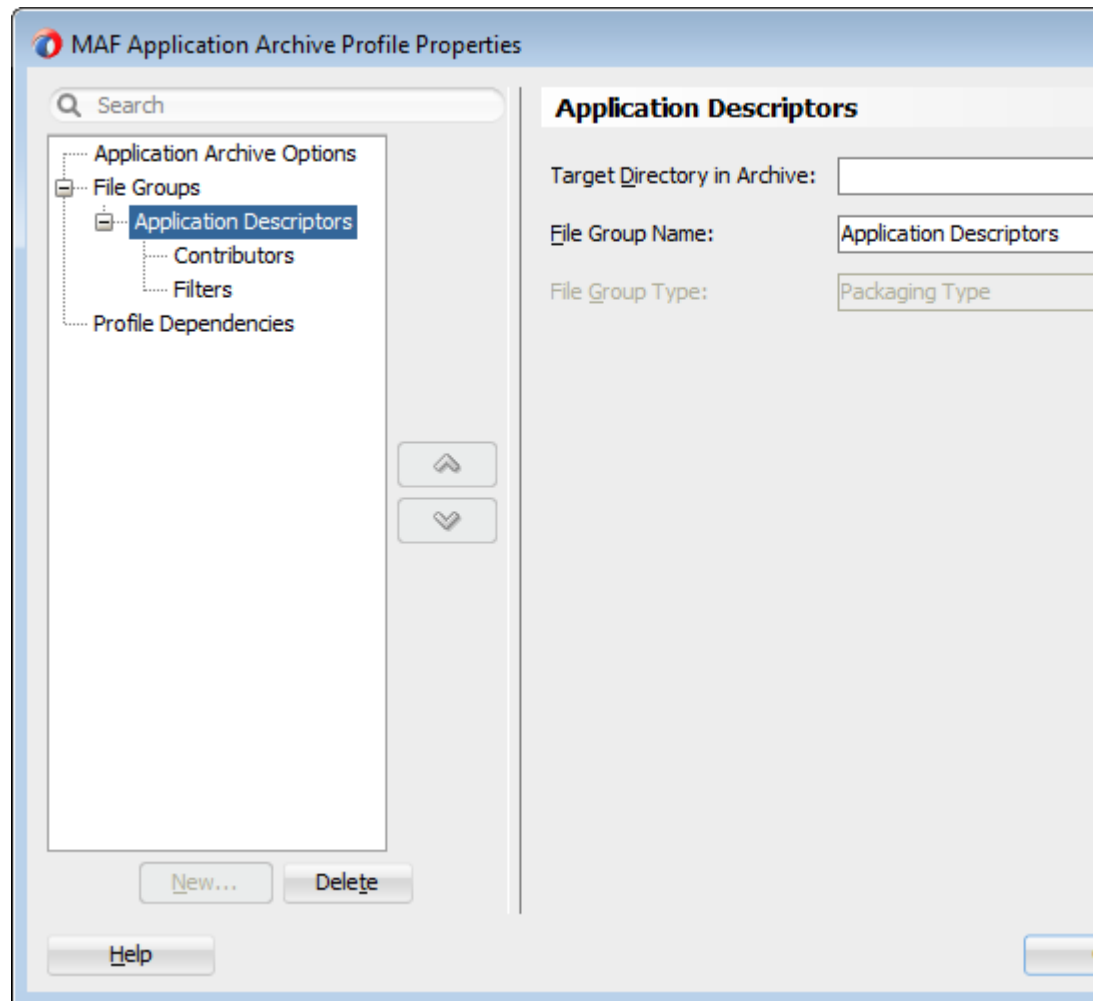 MAF Application Archive Profile Properties
Search
Application Archive Options
File Groups
Application Descriptors
Contributors
Filters
Profile Dependencies
New...
Delete
Help
Application Descriptors
Target Directory in Archive:
File Group Name: Application Descriptors
File Group Type: Packaging Type